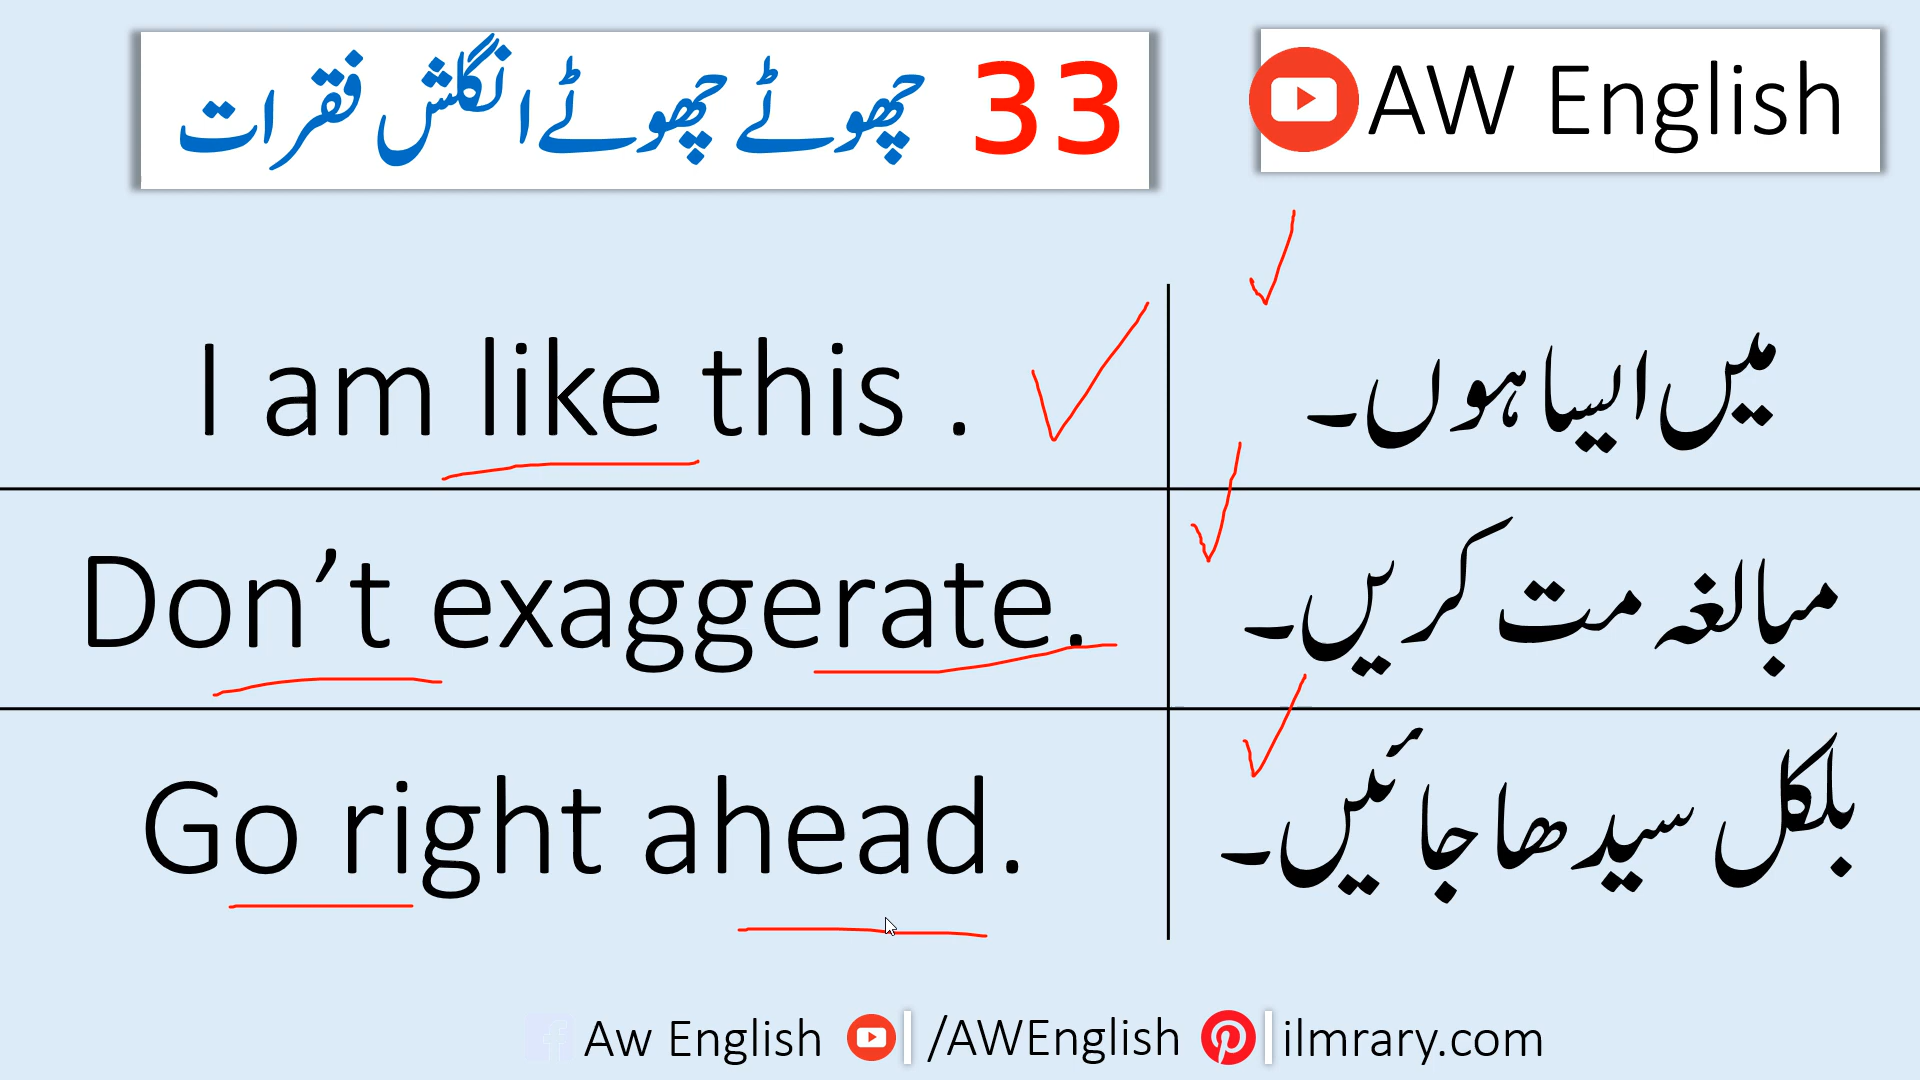 33 چھوٹے چھوٹے انگلش فقرات
AW English
I am like this .
میں ایسا ہوں۔
Don’t exaggerate.
مبالغہ مت کریں۔
Go right ahead.
بلکل سیدھا جائیں۔
Aw English
/AWEnglish
ilmrary.com